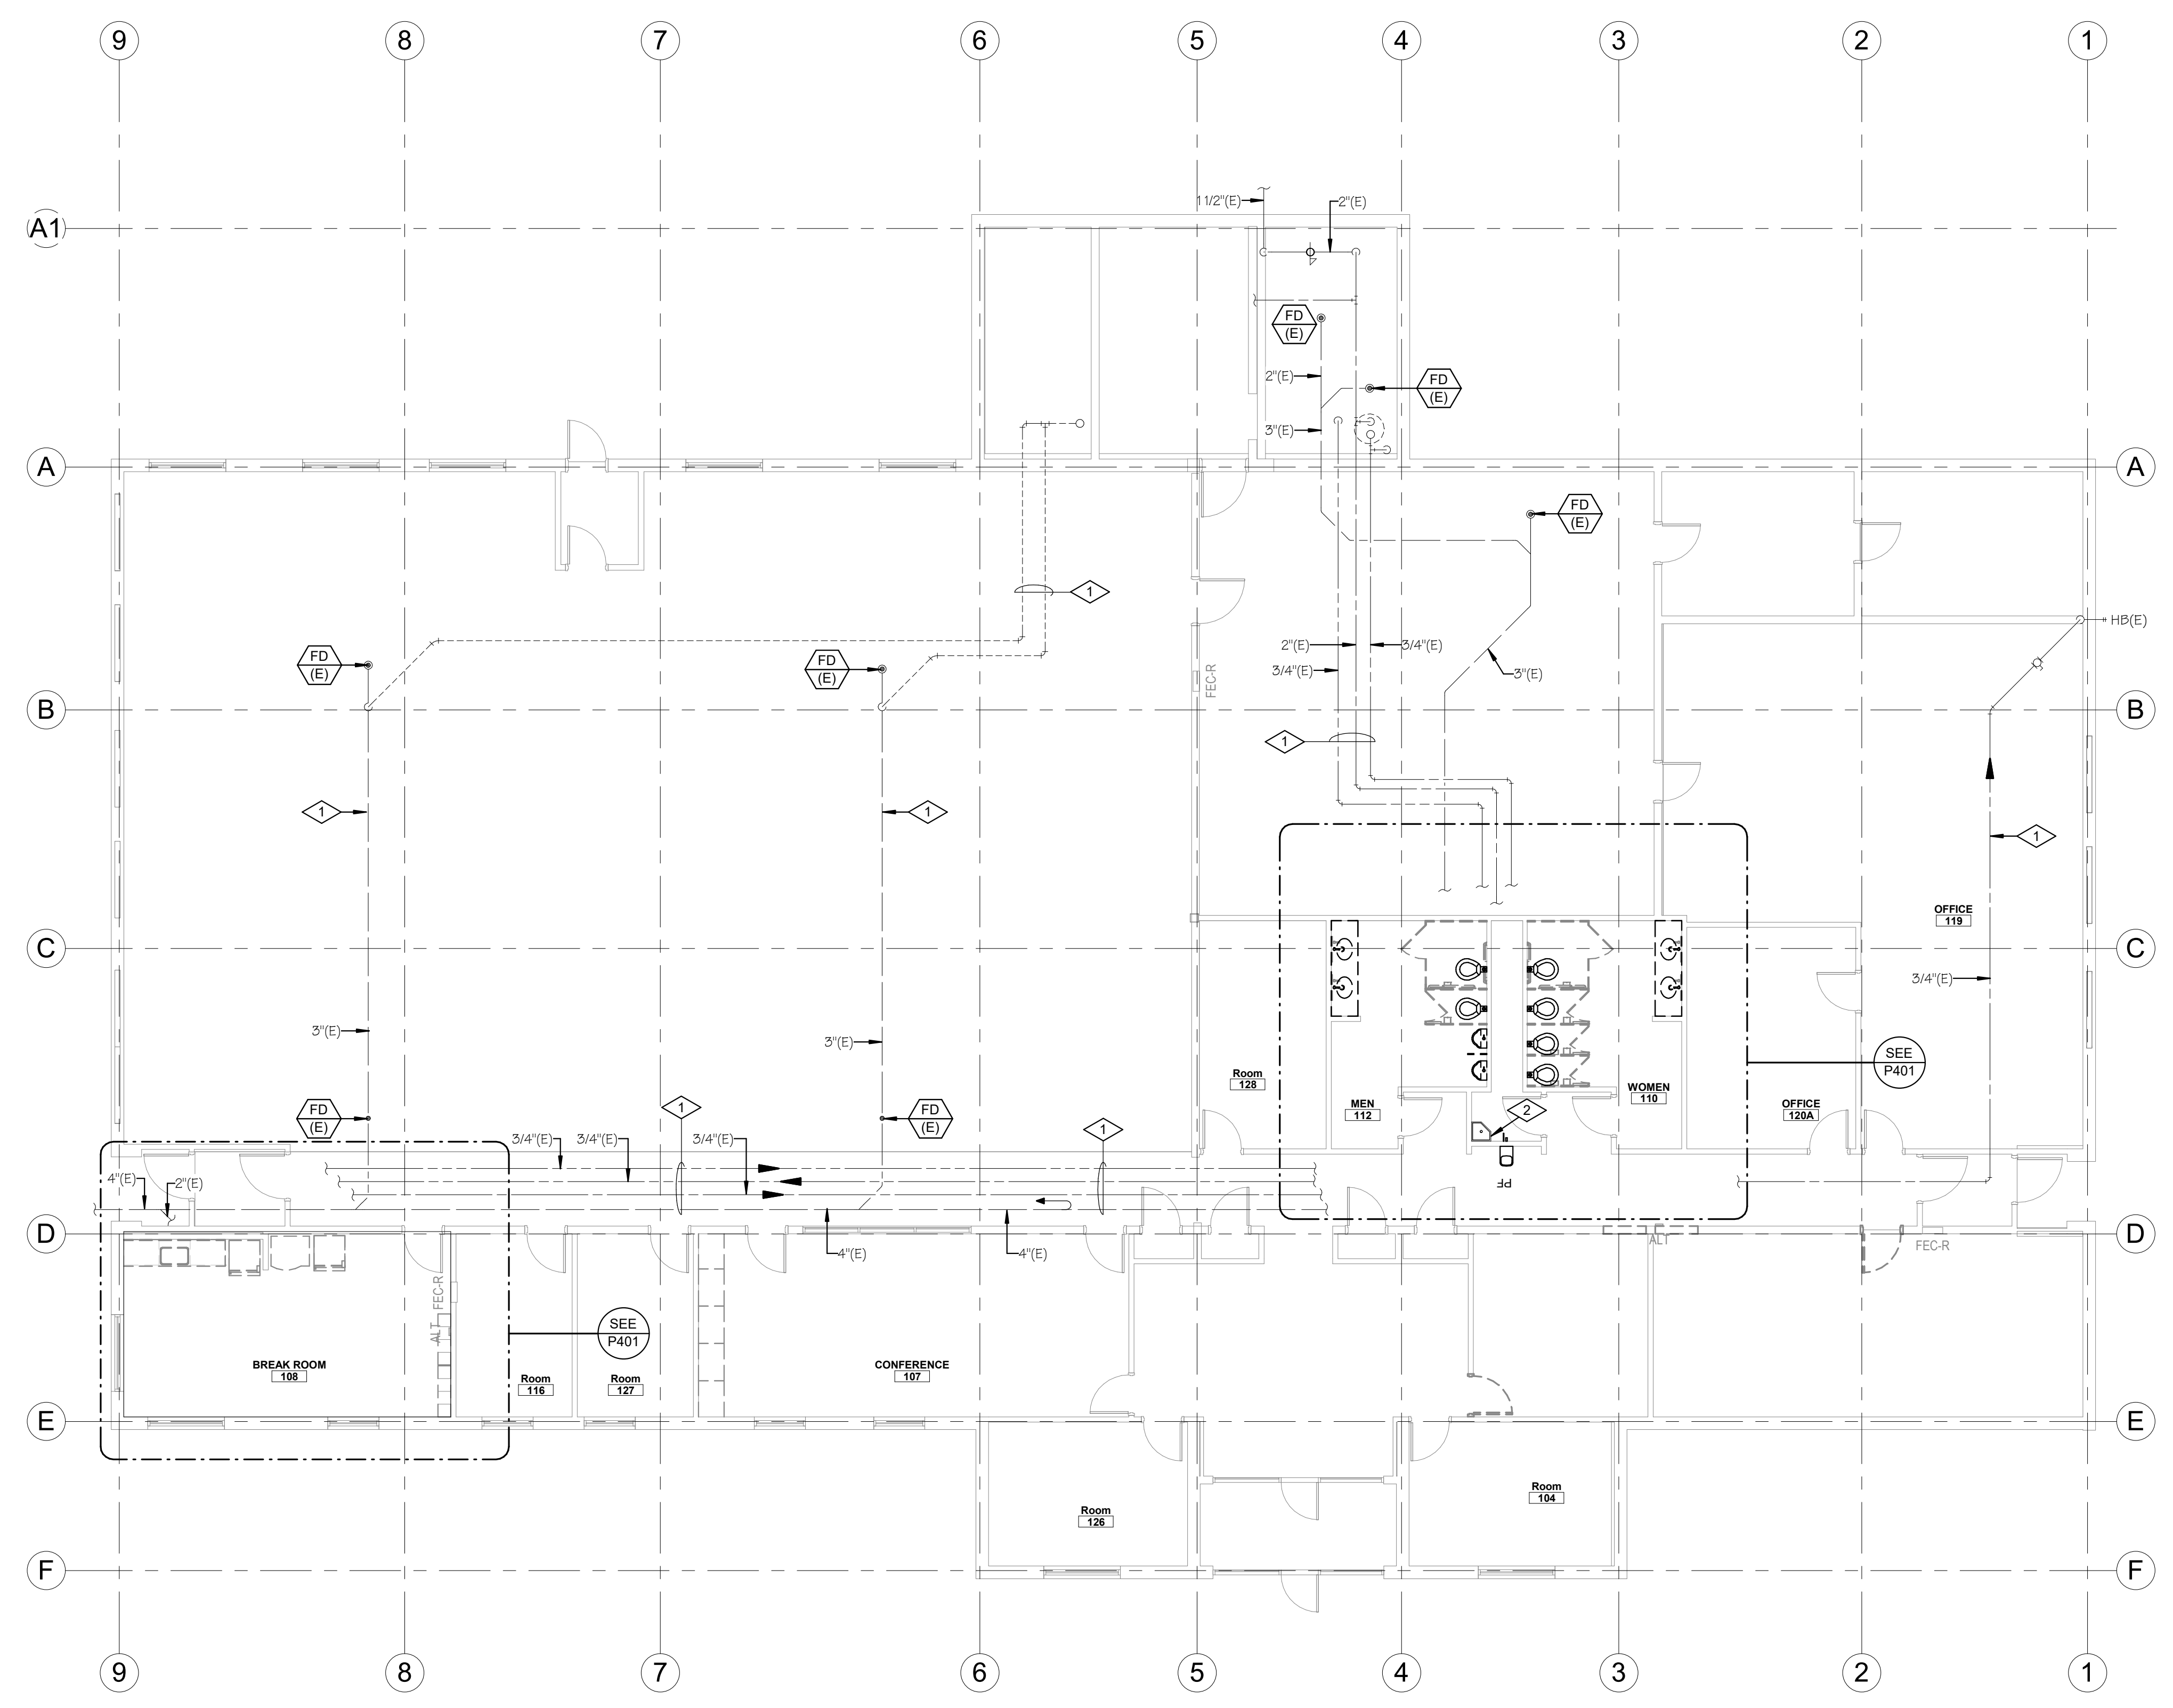 9 8 7 6 5 4 3 2 1
1 1/2"(E) 2"(E)
A1
FD
(E)
2"(E)
FD
(E)
3"(E)
A A
FD
(E)
1
HB(E)
2"(E) 3/4"(E)
FD
(E)
FD
(E)
3/4"(E)
3"(E)
FEC-R
B B
1
1 1
1
OFFICE
119
C C
3/4"(E)
3"(E)
3"(E)
SEE
P401
Room
128
WOMEN
110
MEN
112
OFFICE
120A
FD
(E)
1
FD
(E)
2
1
3/4"(E) 3/4"(E) 3/4"(E)
4"(E) 2"(E)
PF
D D
ALT
FEC-R
4"(E) 4"(E)
FEC-R
ALT
SEE
P401
BREAK ROOM
108
CONFERENCE
107
Room
116
Room
127
E E
Room
104
Room
126
F F
9 8 7 6 5 4 3 2 1